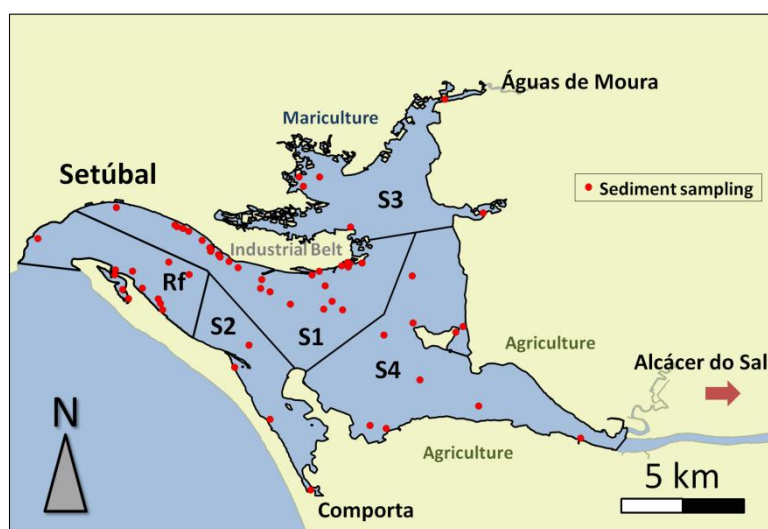 Águas de Moura
Mariculture
Setúbal
Sediment sampling
S3
Industrial Belt
Rf
S2
S1
S4
Agriculture
Alcácer do Sal
N
Agriculture
5 km
Comporta